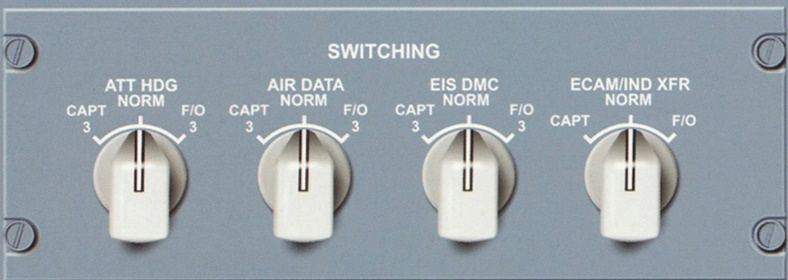 SWITCHING
ATT HDG
NORM
CAPT
3
F/O
3
AIR DATA
NORM
CAPT
3
F/O
3
EIS DMC
NORM
CAPT
3
F/O
3
ECAM/IND XFR
NORM
CAPT
F/O